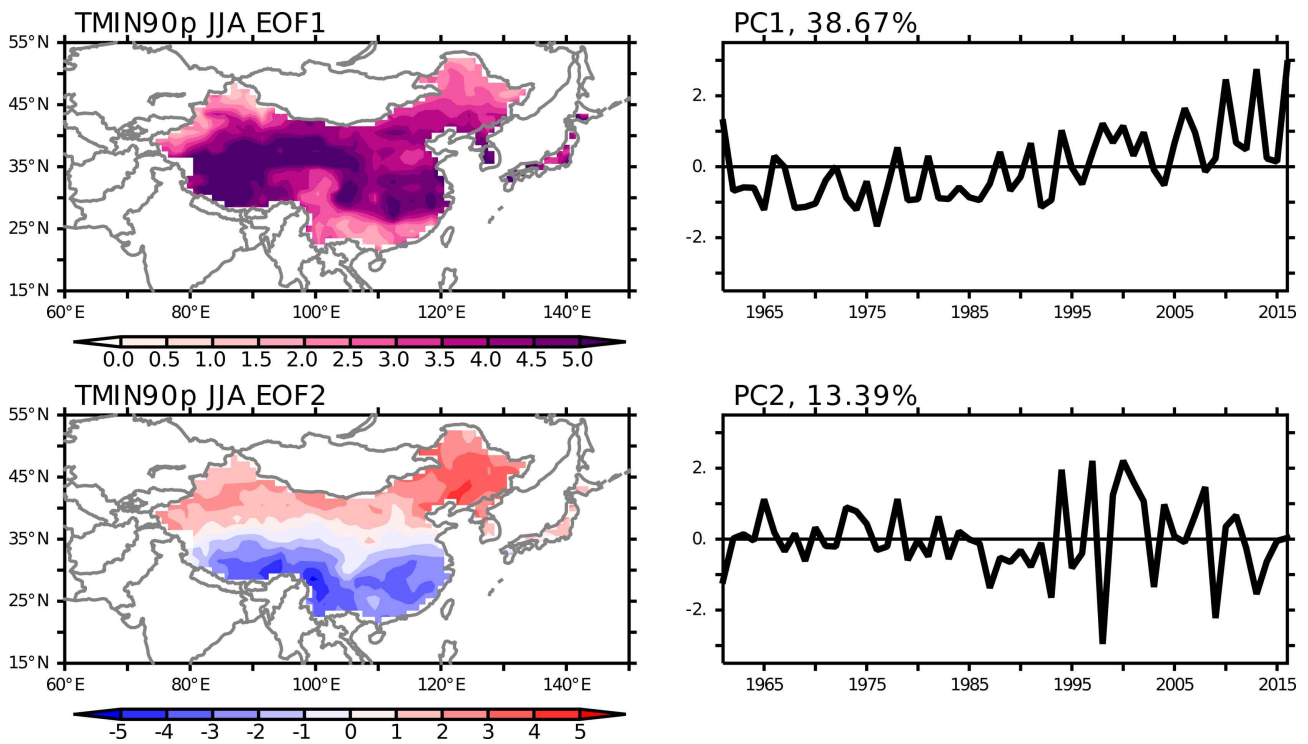 TMIN90p JJA EOF1
55°N
45°N
35°N
25°N
15°N
60°E 80°E 100°E 120°E 140°E
0.0 0.5 1.0 1.5 2.0 2.5 3.0 3.5 4.0 4.5 5.0
PC1, 38.67%
2.
0.
-2.
1965 1975 1985 1995 2005 2015
TMIN90p JJA EOF2
55°N
45°N
35°N
25°N
15°N
60°E 80°E 100°E 120°E 140°E
-5 -4 -3 -2 -1 0 1 2 3 4 5
PC2, 13.39%
2.
0.
-2.
1965 1975 1985 1995 2005 2015